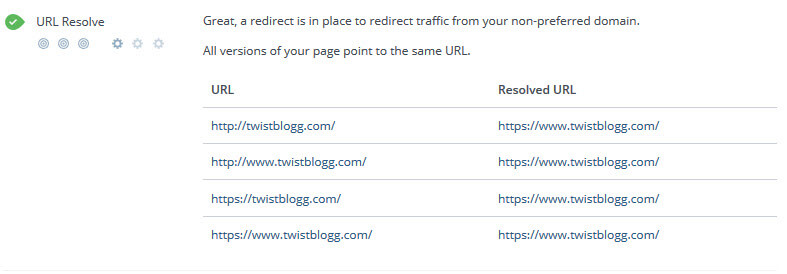 URL Resolve
Great, a redirect is in place to redirect traffic from your non-preferred domain.
All versions of your page point to the same URL.
URL Resolved URL
http://twistblogg.com/ https://www.twistblogg.com/
http://www.twistblogg.com/ https://www.twistblogg.com/
https://twistblogg.com/ https://www.twistblogg.com/
https://www.twistblogg.com/ https://www.twistblogg.com/